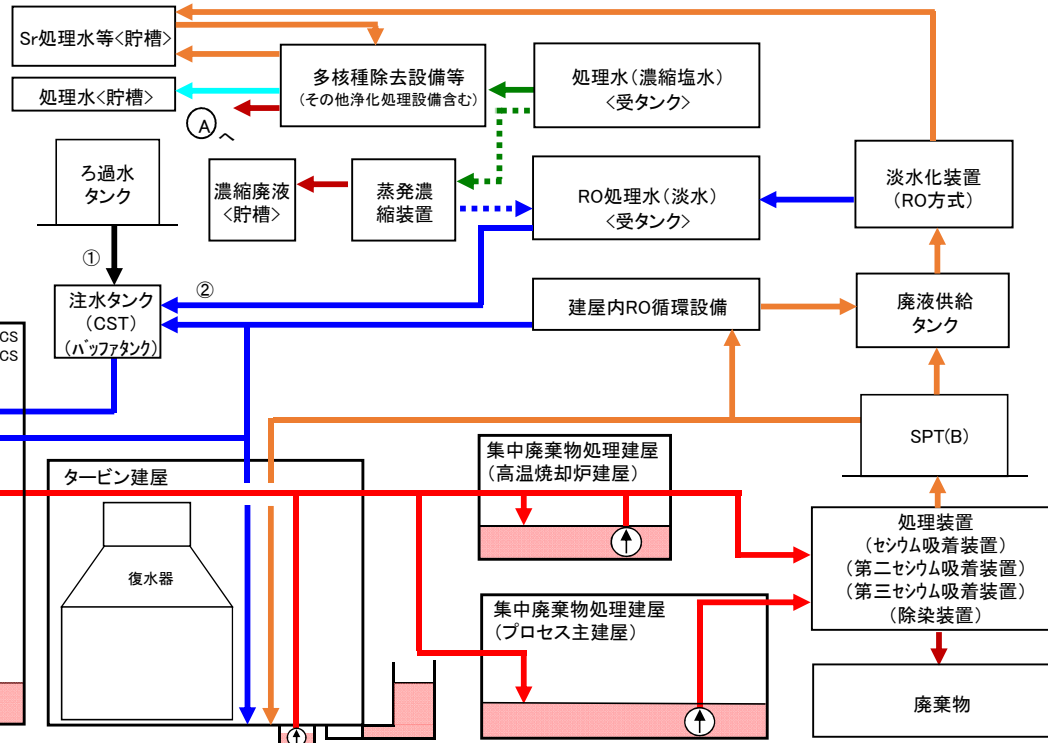 Sr処理水等<貯槽>
処理水<貯槽>
多核種除去設備等
(その他浄化処理設備含む)
A
へ
処理水(濃縮塩水)
<受タンク>
ろ過水
タンク
濃縮廃液
<貯槽>
蒸発濃
縮装置
RO処理水(淡水)
<受タンク>
淡水化装置
(RO方式)
①
②
注水タンク
(CST)
(バッファタンク)
建屋内RO循環設備
廃液供給
タンク
CS
CS
SPT(B)
タービン建屋
復水器
集中廃棄物処理建屋
(高温焼却炉建屋)
集中廃棄物処理建屋
(プロセス主建屋)
処理装置
(セシウム吸着装置)
(第二セシウム吸着装置)
(第三セシウム吸着装置)
(除染装置)
廃棄物